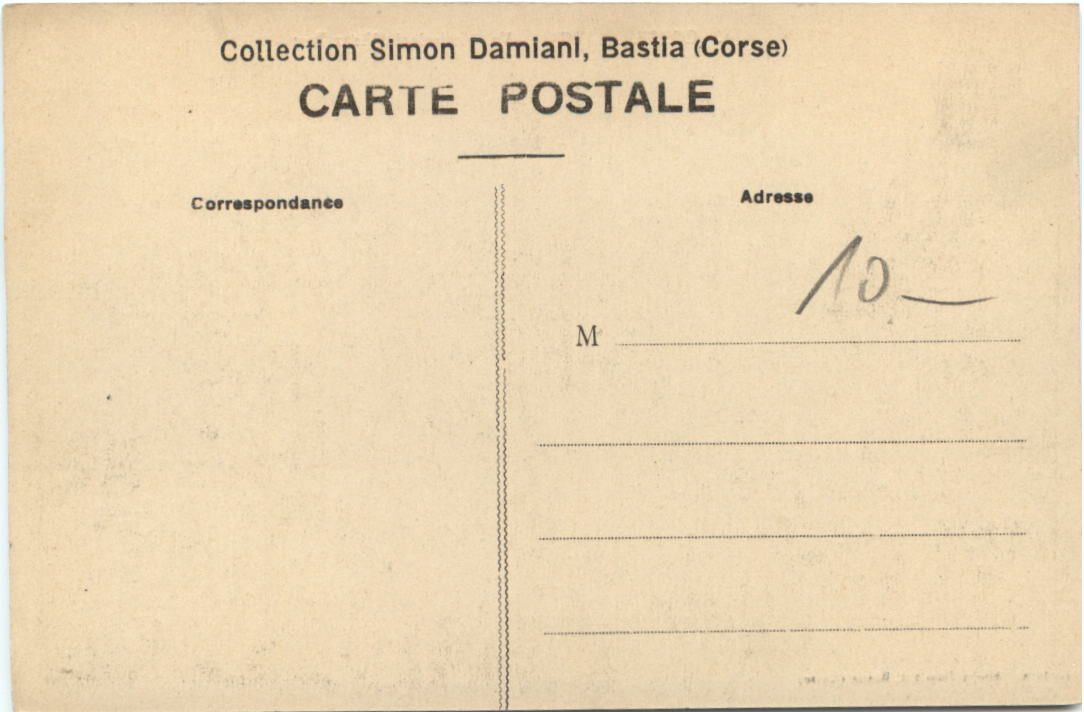 Collection Simon Damiani, Bastia (Corse)
CARTE POSTALE
Correspondance
Adresse
10
M